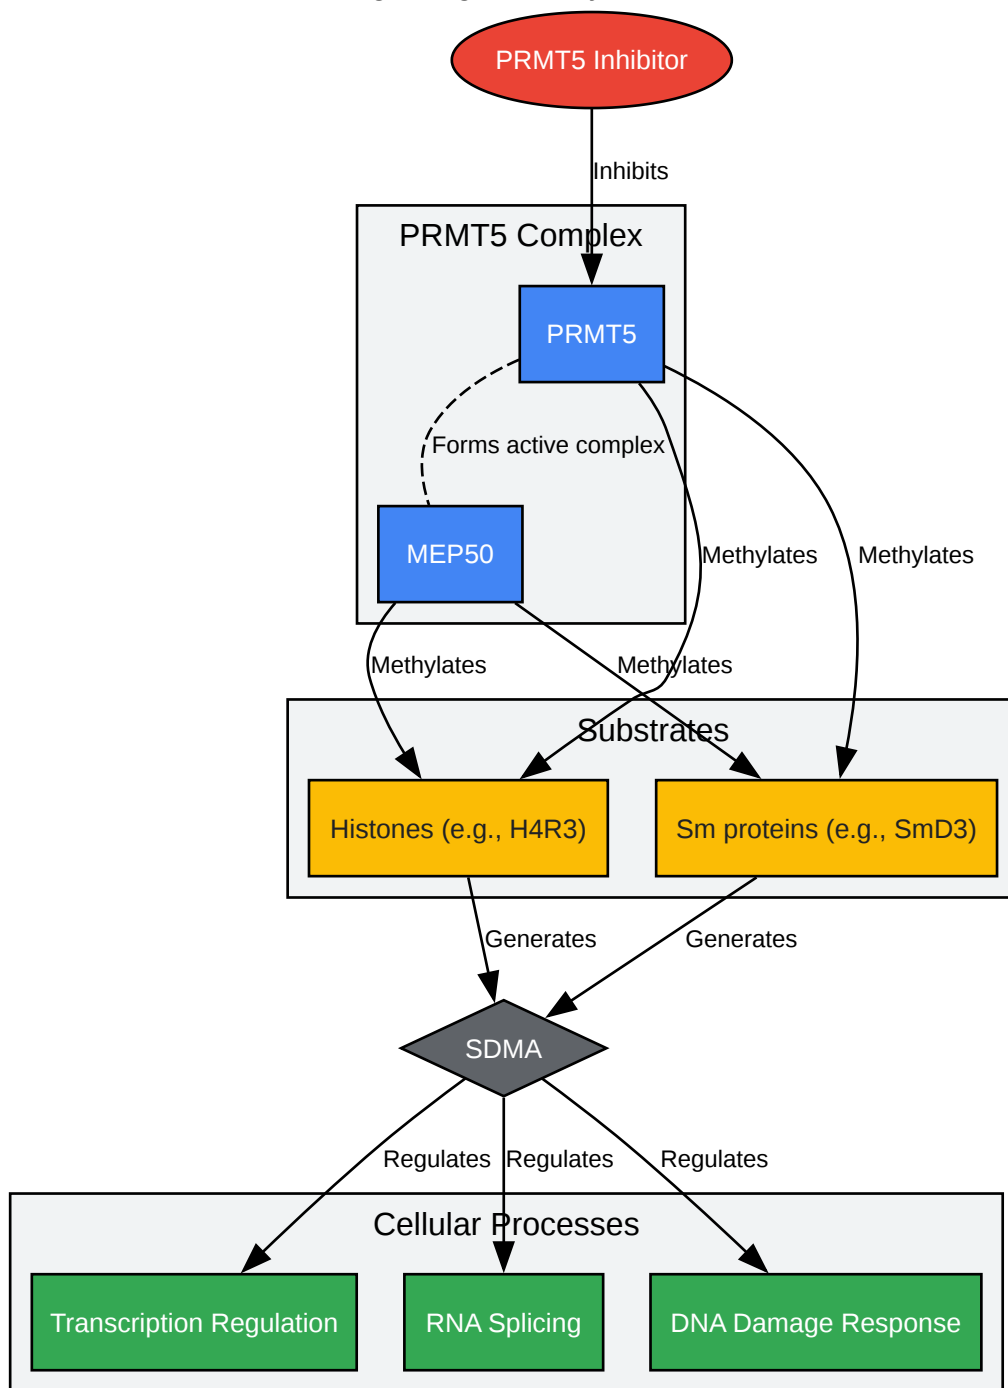 PRMT5 Inhibitor
Inhibits
PRMT5 Complex
PRMT5
Forms active complex
MEP50
Methylates
Methylates
Methylates
Methylates
Substrates
Histones (e.g., H4R3)
Sm proteins (e.g., SmD3)
Generates
Generates
SDMA
Regulates
Regulates
Regulates
Cellular Processes
Transcription Regulation
RNA Splicing
DNA Damage Response